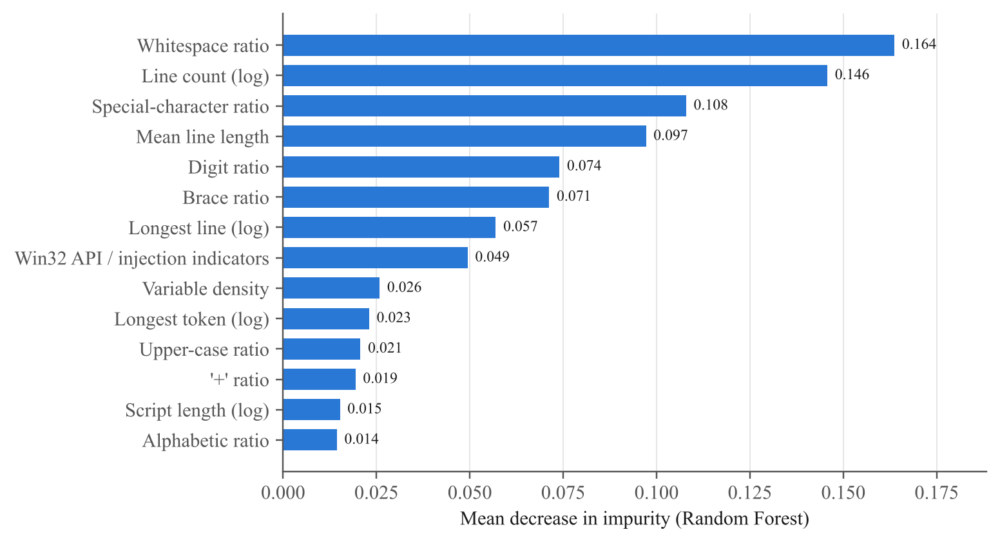 Whitespace ratio 0.164
Line count (log) 0.146
Special-character ratio 0.108
Mean line length 0.097
Digit ratio 0.074
Brace ratio 0.071
Longest line (log) 0.057
Win32 API / injection indicators 0.049
Variable density 0.026
Longest token (log) 0.023
Upper-case ratio 0.021
'+' ratio 0.019
Script length (log) 0.015
Alphabetic ratio 0.014
0.000 0.025 0.050 0.075 0.100 0.125 0.150 0.175
Mean decrease in impurity (Random Forest)